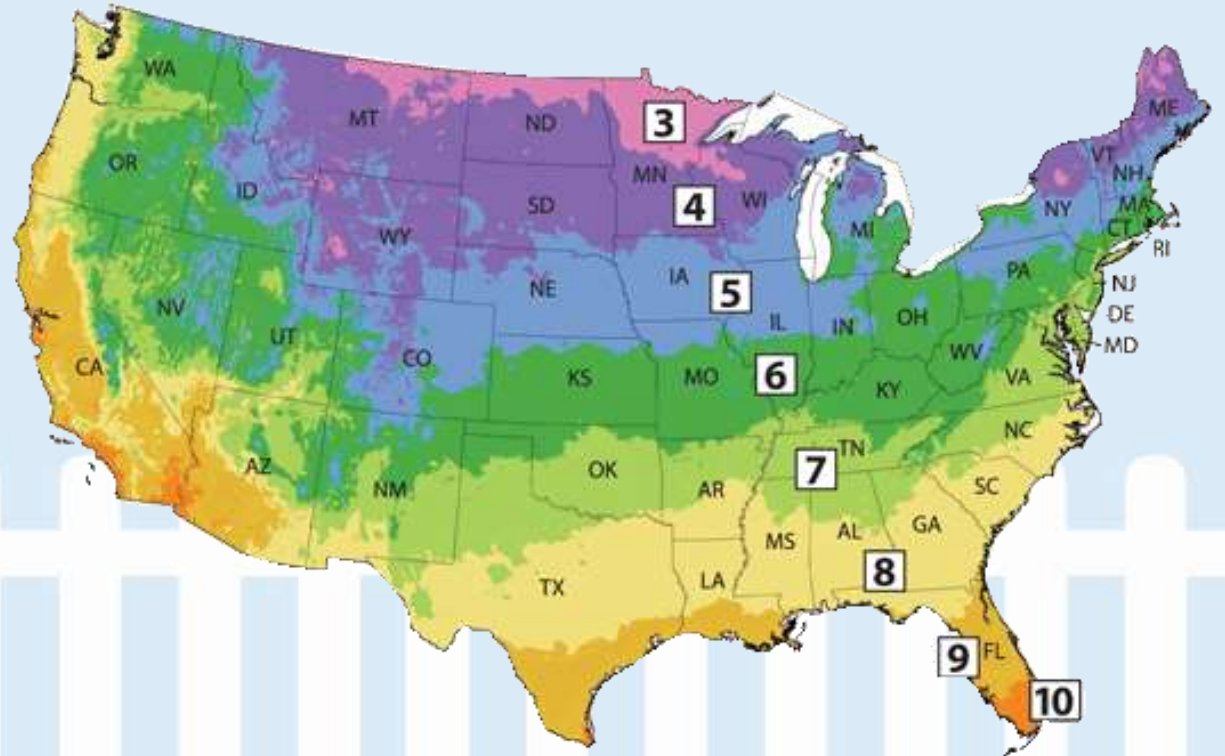 WA
MT
ND
3
ME
OR
ID
MN
VT
NH
SD
4
WI
NY
MA
WY
MI
CT
RI
IA
PA
NE
5
NJ
NV
IL
IN
OH
DE
UT
MD
CO
WV
CA
KS
MO
6
KY
VA
NC
TN
AZ
OK
7
NM
AR
SC
GA
MS
AL
8
TX
LA
9
FL
10